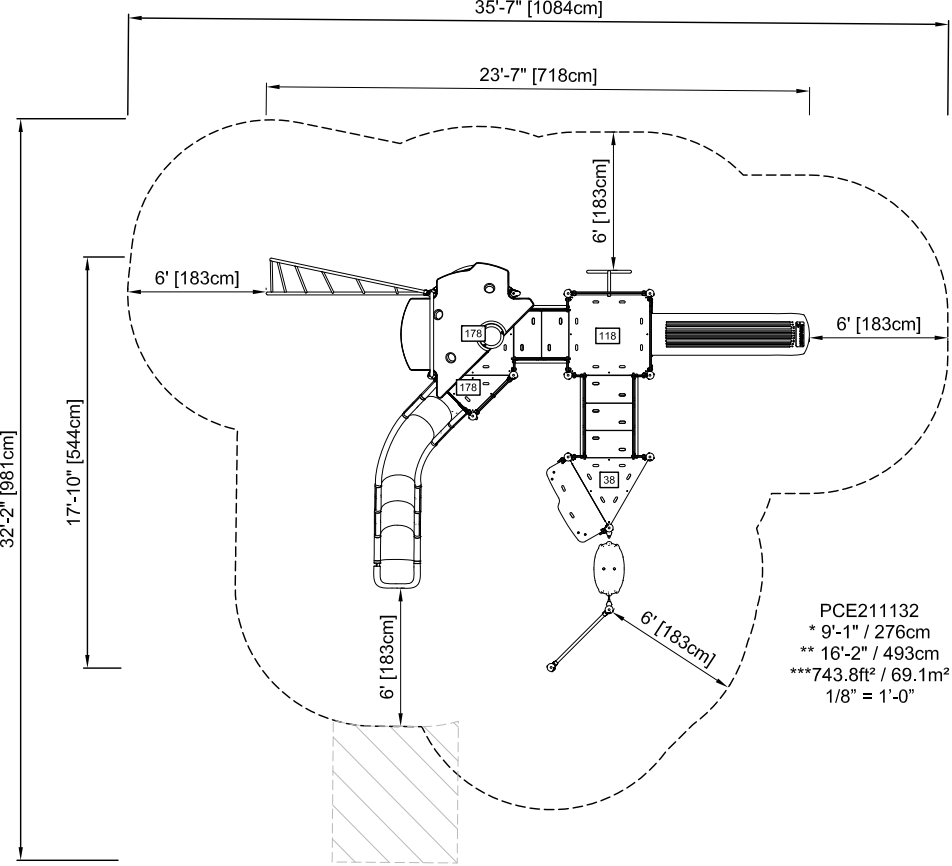 35'-7" [1084cm]
23'-7" [718cm]
6' [183cm]
6' [183cm]
6' [183cm]
178
118
178
38
17'-10" [544cm]
32'-2" [981cm]
6' [183cm]
6' [183cm]
PCE211132
* 9'-1" / 276cm
** 16'-2" / 493cm
***743.8ft² / 69.1m²
1/8” = 1’-0”